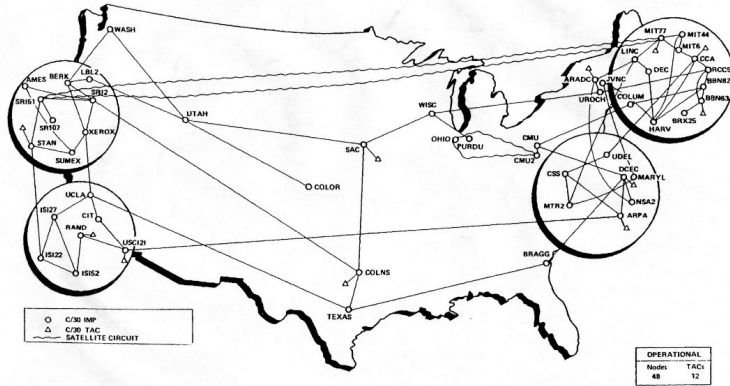 WASH
MIT77
MIT44
LINC
MIT6
CCA
AMES
BERK
LBL2
ARADC
JVNC
DEC
RCC5
BBN82
SRI51
SRI2
UROCH
COLUM
BBN63
UTAH
WISC
SRI07
XEROX
HARV
BRX25
STAN
SUMEX
SAC
OHIO
PURDU
CMU
CMU2
UDEL
CSS
DCEC
MARYL
COLOR
UCLA
MTR2
NSA2
ISI27
CIT
ARPA
RAND
USCI21
BRAGG
ISI22
ISI52
COLNS
TEXAS
C/30 IMP
C/30 TAC
SATELLITE CIRCUIT
OPERATIONAL
Nodes TACs
48 12